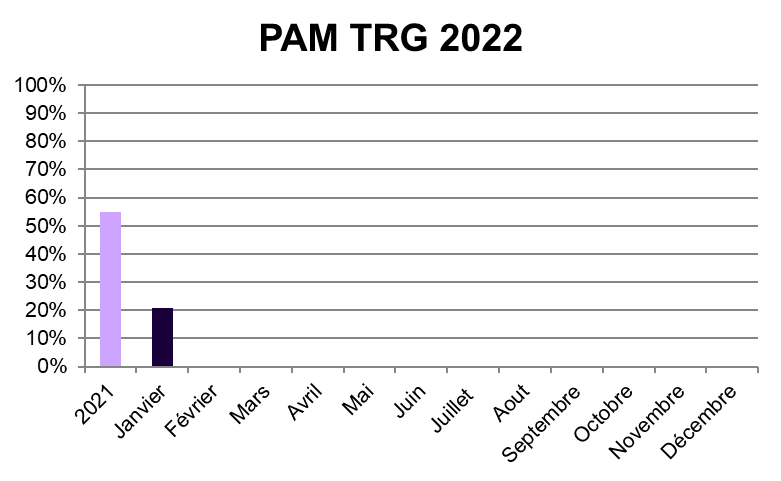 PAM TRG 2022
100%
90%
80%
70%
60%
50%
40%
30%
20%
10%
0%
2021
Janvier
Février
Mars
Avril
Mai
Juin
Juillet
Aout
Septembre
Octobre
Novembre
Décembre